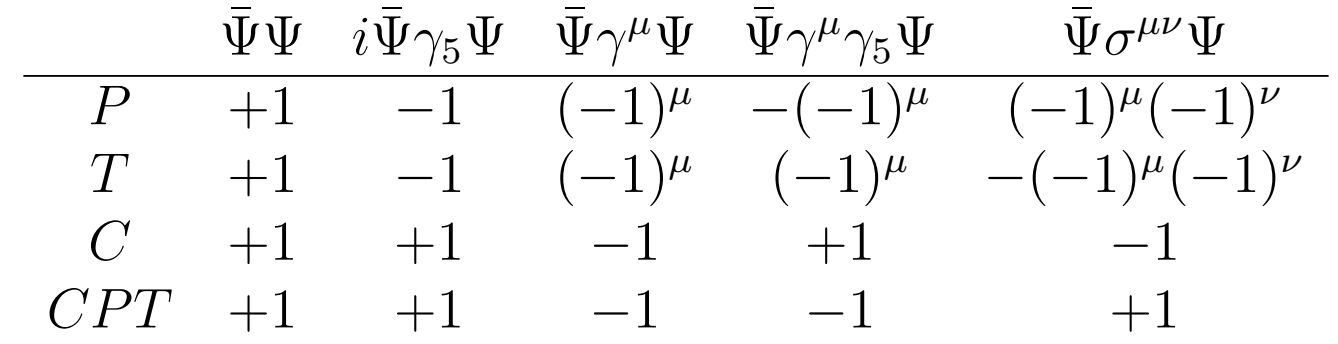 Ψ̄Ψ iΨ̄γ₅Ψ Ψ̄γ^μΨ Ψ̄γ^μγ₅Ψ Ψ̄σ^{μν}Ψ
P +1 −1 (−1)^μ −(−1)^μ (−1)^μ(−1)^ν
T +1 −1 (−1)^μ (−1)^μ −(−1)^μ(−1)^ν
C +1 +1 −1 +1 −1
CPT +1 +1 −1 −1 +1